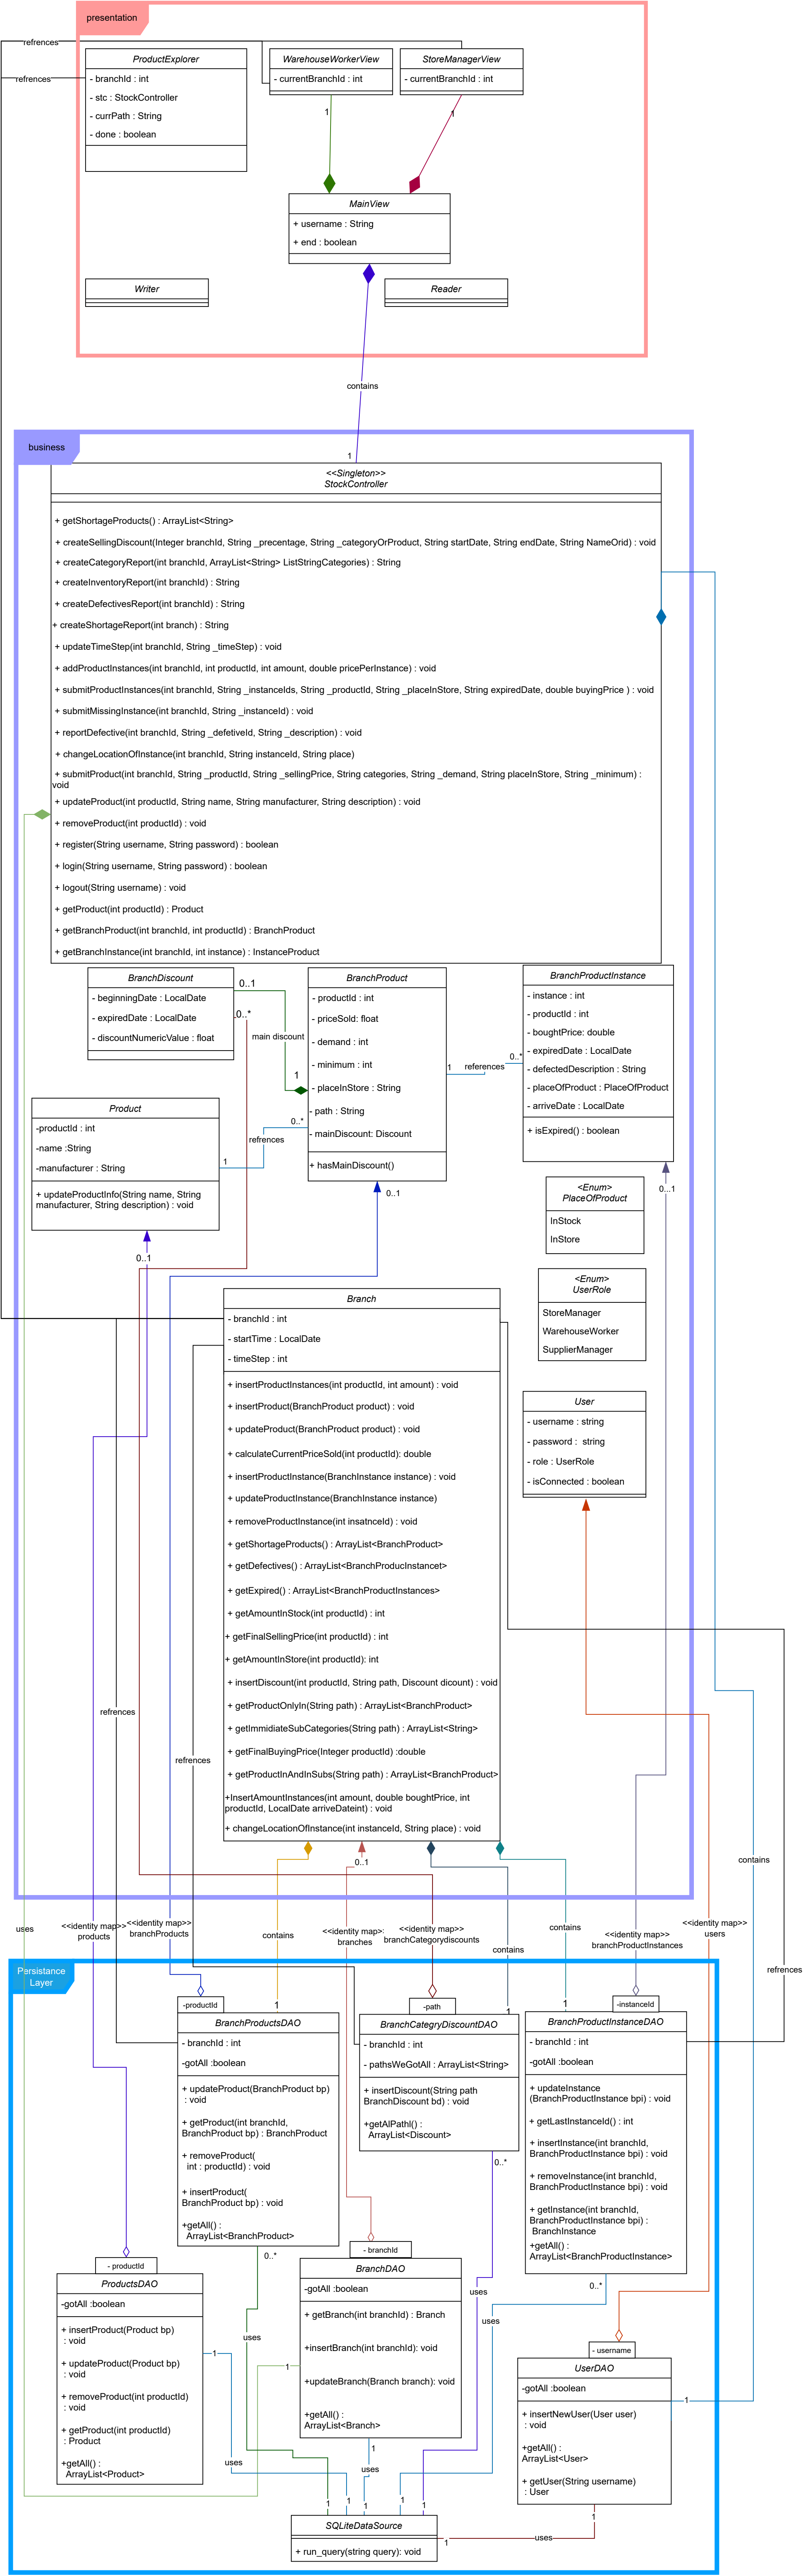 presentation
refrences
refrences
ProductExplorer
- branchId : int
- stc : StockController
- currPath : String
- done : boolean
WarehouseWorkerView
- currentBranchId : int
StoreManagerView
- currentBranchId : int
1
1
MainView
+ username : String
+ end : boolean
Writer
Reader
contains
business
1
<<Singleton>>
StockController
+ getShortageProducts() : ArrayList<String>
+ createSellingDiscount(Integer branchId, String _precentage, String _categoryOrProduct, String startDate, String endDate, String NameOrid) : void
+ createCategoryReport(int branchId, ArrayList<String> ListStringCategories) : String
+ createInventoryReport(int branchId) : String
+ createDefectivesReport(int branchId) : String
+ createShortageReport(int branch) : String
+ updateTimeStep(int branchId, String _timeStep) : void
+ addProductInstances(int branchId, int productId, int amount, double pricePerInstance) : void
+ submitProductInstances(int branchId, String _instanceIds, String _productId, String _placeInStore, String expiredDate, double buyingPrice ) : void
+ submitMissingInstance(int branchId, String _instanceId) : void
+ reportDefective(int branchId, String _defetiveId, String _description) : void
+ changeLocationOfInstance(int branchId, String instanceId, String place)
+ submitProduct(int branchId, String _productId, String _sellingPrice, String categories, String _demand, String placeInStore, String _minimum) :
void
+ updateProduct(int productId, String name, String manufacturer, String description) : void
+ removeProduct(int productId) : void
+ register(String username, String password) : boolean
+ login(String username, String password) : boolean
+ logout(String username) : void
+ getProduct(int productId) : Product
+ getBranchProduct(int branchId, int productId) : BranchProduct
+ getBranchInstance(int branchId, int instance) : InstanceProduct
BranchDiscount
- beginningDate : LocalDate
- expiredDate : LocalDate
- discountNumericValue : float
0..1
0..*
main discount
1
BranchProduct
- productId : int
- priceSold: float
- demand : int
- minimum : int
- placeInStore : String
- path : String
- mainDiscount: Discount
+ hasMainDiscount()
1
references
0..*
BranchProductInstance
- instance : int
- productId : int
- boughtPrice: double
- expiredDate : LocalDate
- defectedDescription : String
- placeOfProduct : PlaceOfProduct
- arriveDate : LocalDate
+ isExpired() : boolean
Product
-productId : int
-name :String
-manufacturer : String
+ updateProductInfo(String name, String
manufacturer, String description) : void
1
refrences
0..*
0..1
0..1
0...1
<Enum>
PlaceOfProduct
InStock
InStore
<Enum>
UserRole
StoreManager
WarehouseWorker
SupplierManager
User
- username : string
- password :  string
- role : UserRole
- isConnected : boolean
Branch
- branchId : int
- startTime : LocalDate
- timeStep : int
+ insertProductInstances(int productId, int amount) : void
+ insertProduct(BranchProduct product) : void
+ updateProduct(BranchProduct product) : void
+ calculateCurrentPriceSold(int productId): double
+ insertProductInstance(BranchInstance instance) : void
+ updateProductInstance(BranchInstance instance)
+ removeProductInstance(int insatnceId) : void
+ getShortageProducts() : ArrayList<BranchProduct>
+ getDefectives() : ArrayList<BranchProducInstancet>
+ getExpired() : ArrayList<BranchProductInstances>
+ getAmountInStock(int productId) : int
+ getFinalSellingPrice(int productId) : int
+ getAmountInStore(int productId): int
+ insertDiscount(int productId, String path, Discount dicount) : void
+ getProductOnlyIn(String path) : ArrayList<BranchProduct>
+ getImmidiateSubCategories(String path) : ArrayList<String>
+ getFinalBuyingPrice(Integer productId) :double
+ getProductInAndInSubs(String path) : ArrayList<BranchProduct>
+InsertAmountInstances(int amount, double boughtPrice, int
productId, LocalDate arriveDateint) : void
+ changeLocationOfInstance(int instanceId, String place) : void
refrences
refrences
0..1
contains
uses
<<identity map>>
products
<<identity map>>
branchProducts
contains
<<identity map>
branches
<<identity map>>
branchCategorydiscounts
contains
contains
<<identity map>>
branchProductInstances
<<identity map>>
users
refrences
Persistance
Layer
1
1
1
-productId
BranchProductsDAO
- branchId : int
-gotAll :boolean
+ updateProduct(BranchProduct bp)
: void
+ getProduct(int branchId,
BranchProduct bp) : BranchProduct
+ removeProduct(
int : productId) : void
+ insertProduct(
BranchProduct bp) : void
+getAll() :
ArrayList<BranchProduct>
-path
BranchCategryDiscountDAO
- branchId : int
- pathsWeGotAll : ArrayList<String>
+ insertDiscount(String path
BranchDiscount bd) : void
+getAlPathl() :
ArrayList<Discount>
-instanceId
BranchProductInstanceDAO
- branchId : int
-gotAll :boolean
+ updateInstance
(BranchProductInstance bpi) : void
+ getLastInstanceId() : int
+ insertInstance(int branchId,
BranchProductInstance bpi) : void
+ removeInstance(int branchId,
BranchProductInstance bpi) : void
+ getInstance(int branchId,
BranchProductInstance bpi) :
BranchInstance
+getAll() :
ArrayList<BranchProductInstance>
0..*
0..*
0..*
- productId
ProductsDAO
-gotAll :boolean
+ insertProduct(Product bp)
: void
+ updateProduct(Product bp)
: void
+ removeProduct(int productId)
: void
+ getProduct(int productId)
: Product
+getAll() :
ArrayList<Product>
- branchId
BranchDAO
-gotAll :boolean
+ getBranch(int branchId) : Branch
+insertBranch(int branchId): void
+updateBranch(Branch branch): void
+getAll() :
ArrayList<Branch>
- username
UserDAO
-gotAll :boolean
+ insertNewUser(User user)
: void
+getAll() :
ArrayList<User>
+ getUser(String username)
: User
uses
uses
uses
1
1
1
1
uses
uses
1
1
1
1
1
1
uses
1
SQLiteDataSource
+ run_query(string query): void